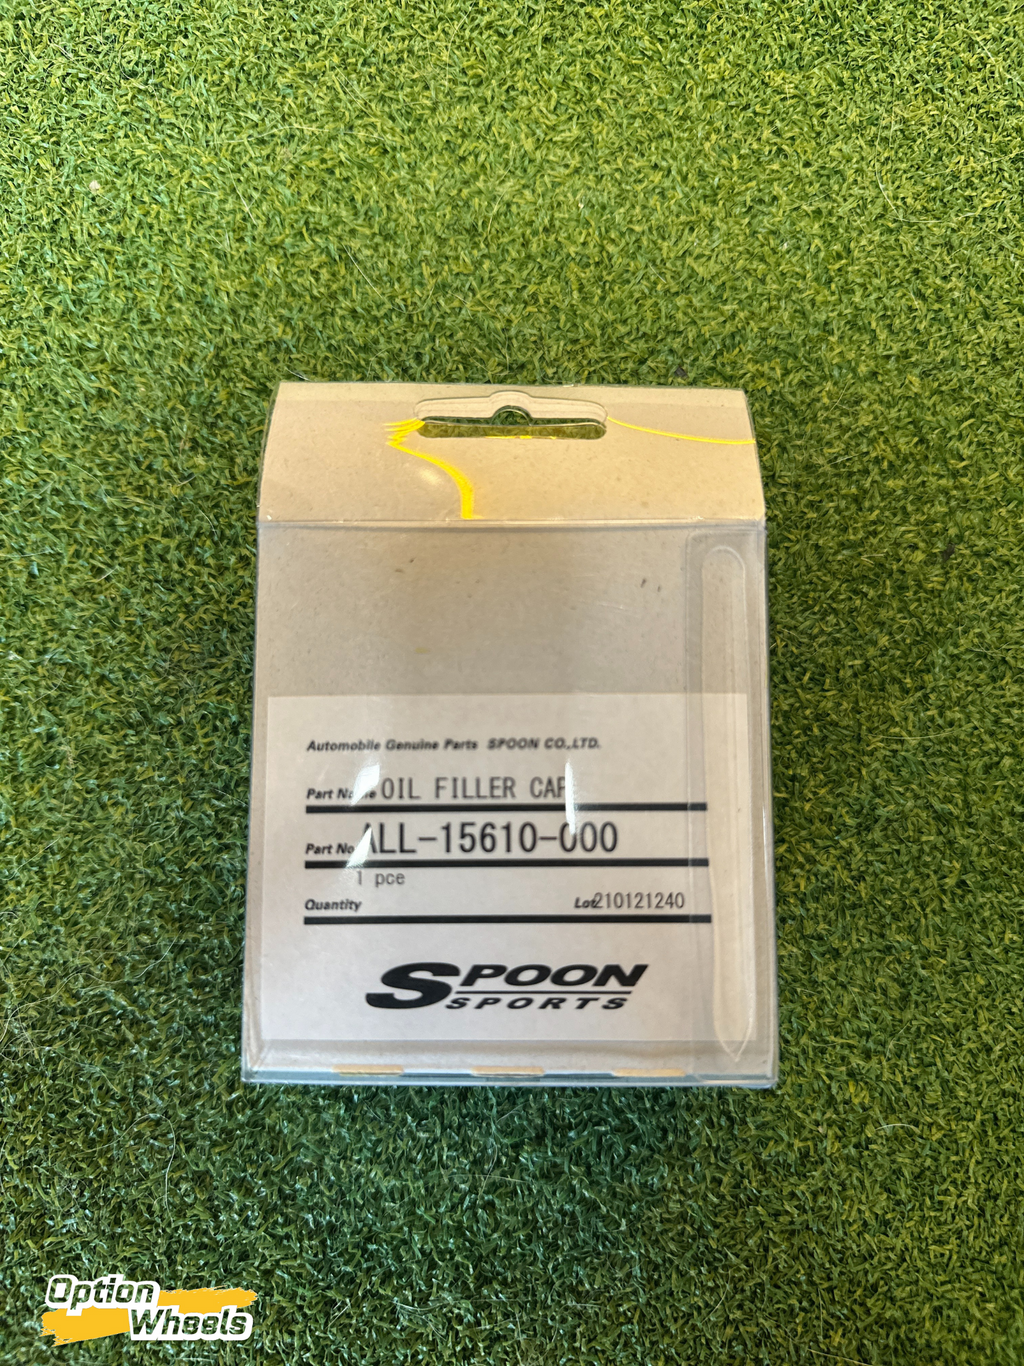 Automobile Genuine Parts SPOON CO.,LTD.
Part Name OIL FILLER CAP
Part No ALL-15610-000
1 pce
Quantity
Lot 210121240
SPOON
SPORTS
Option
Wheels